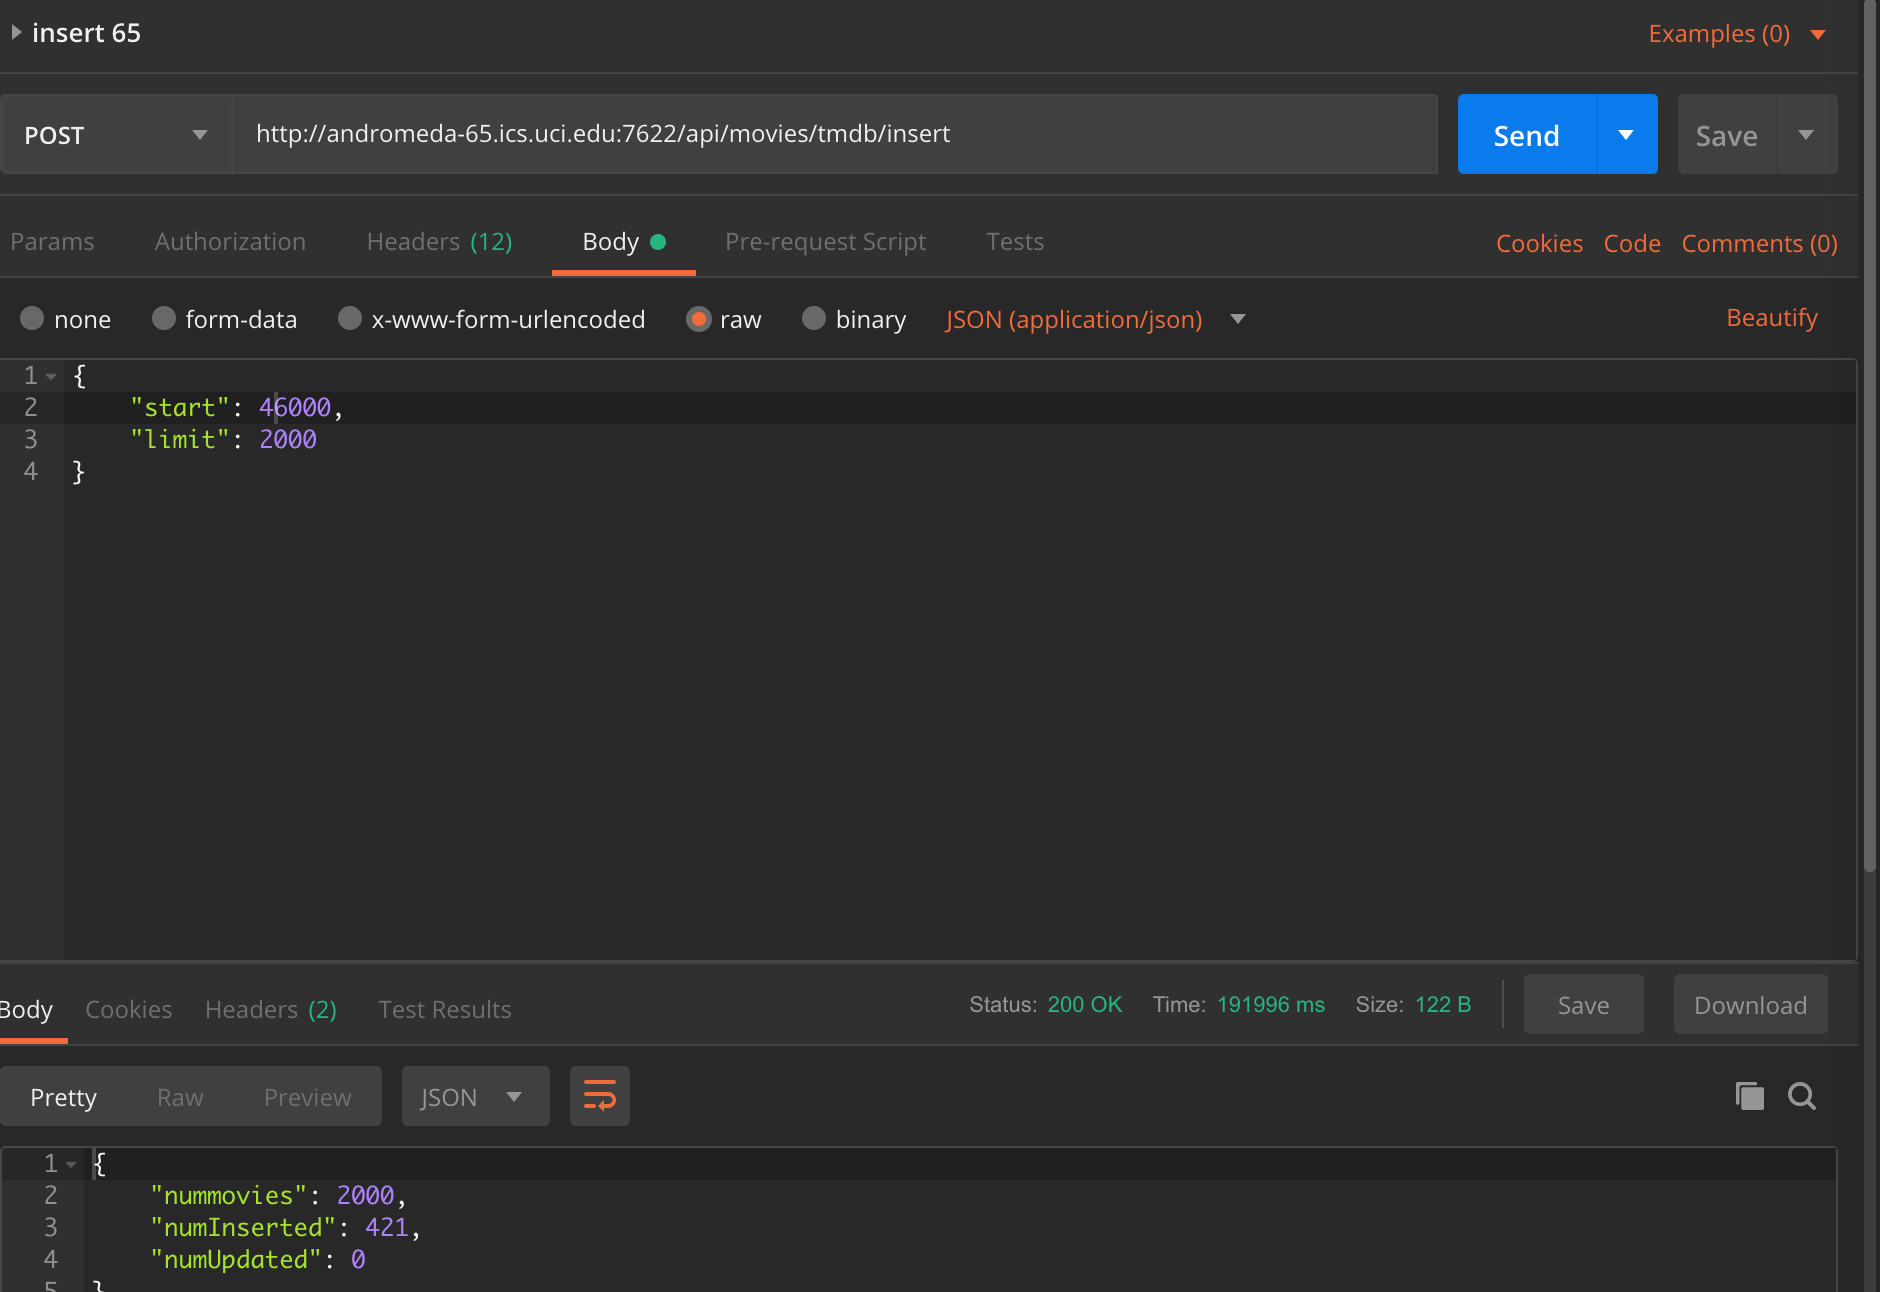 insert 65
Examples (0)
POST
http://andromeda-65.ics.uci.edu:7622/api/movies/tmdb/insert
Send
Save
Params Authorization Headers (12) Body Pre-request Script Tests
Cookies Code Comments (0)
none form-data x-www-form-urlencoded raw binary JSON (application/json)
Beautify
1 {
2 "start": 46000,
3 "limit": 2000
4 }
Body Cookies Headers (2) Test Results
Status: 200 OK Time: 191996 ms Size: 122 B
Save
Download
Pretty Raw Preview
JSON
1 {
2 "nummovies": 2000,
3 "numInserted": 421,
4 "numUpdated": 0
5 }